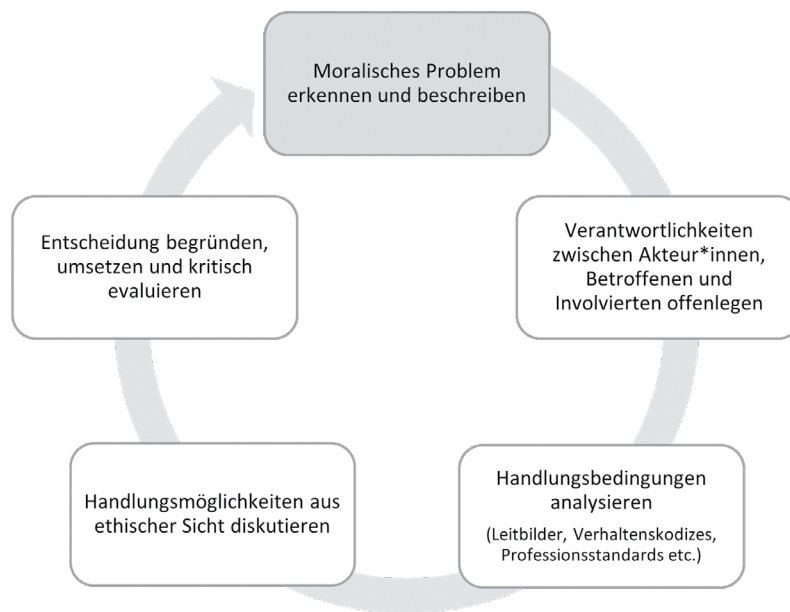 Moralisches Problem
erkennen und beschreiben
Verantwortlichkeiten
zwischen Akteur*innen,
Betroffenen und
Involvierten offenlegen
Handlungsbedingungen
analysieren
(Leitbilder, Verhaltenskodizes,
Professionsstandards etc.)
Handlungsmöglichkeiten aus
ethischer Sicht diskutieren
Entscheidung begründen,
umsetzen und kritisch
evaluieren